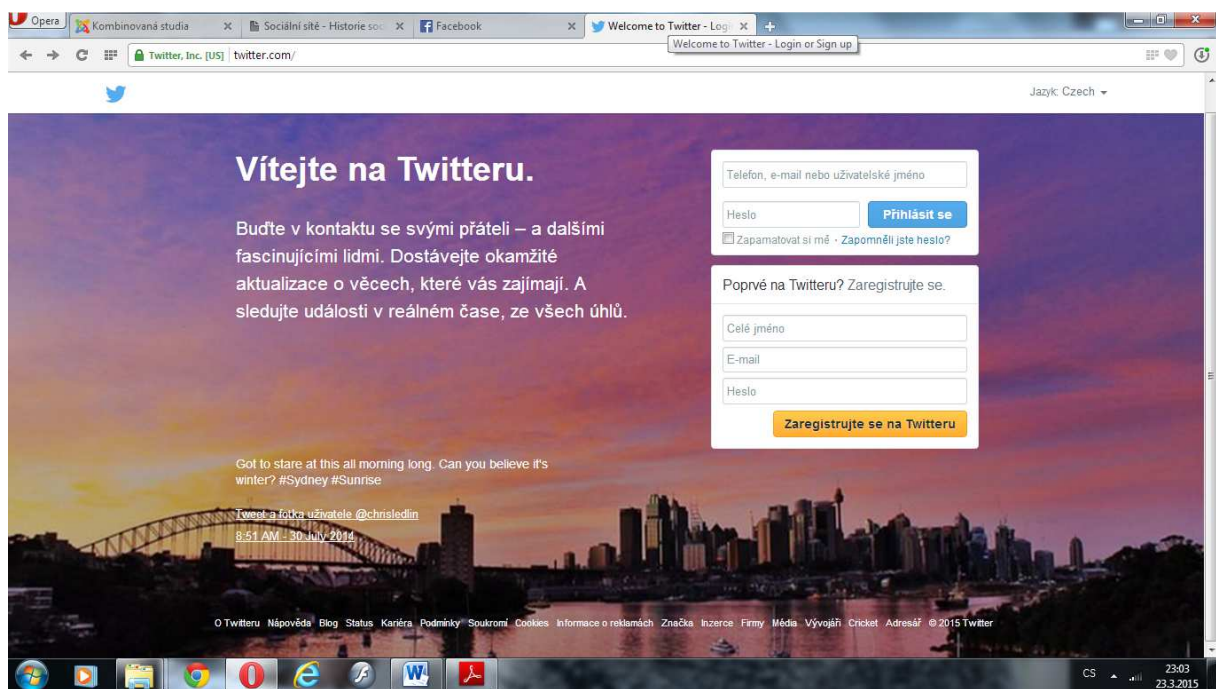 Opera
Kombinovaná studia
Sociální sítě - Historie soc
Facebook
Welcome to Twitter - Logi
Welcome to Twitter - Login or Sign up
Twitter, Inc. [US]
twitter.com/
Jazyk: Czech
Vítejte na Twitteru.
Buďte v kontaktu se svými přáteli – a dalšími
fascinujícími lidmi. Dostávejte okamžité
aktualizace o věcech, které vás zajímají. A
sledujte události v reálném čase, ze všech úhlů.
Telefon, e-mail nebo uživatelské jméno
Heslo
Přihlásit se
Zapamatovat si mě · Zapomněli jste heslo?
Poprvé na Twitteru? Zaregistrujte se.
Celé jméno
E-mail
Heslo
Zaregistrujte se na Twitteru
Got to stare at this all morning long. Can you believe it's
winter? #Sydney #Sunrise
Tweet a fotka uživatele @chrisledlin
8:51 AM - 30 July 2014
O Twitteru Nápověda Blog Status Kariéra Podmínky Soukromí Cookies Informace o reklamách Značka Inzerce Firmy Média Vývojáři Cricket Adresář © 2015 Twitter
CS
23:03
23.3.2015